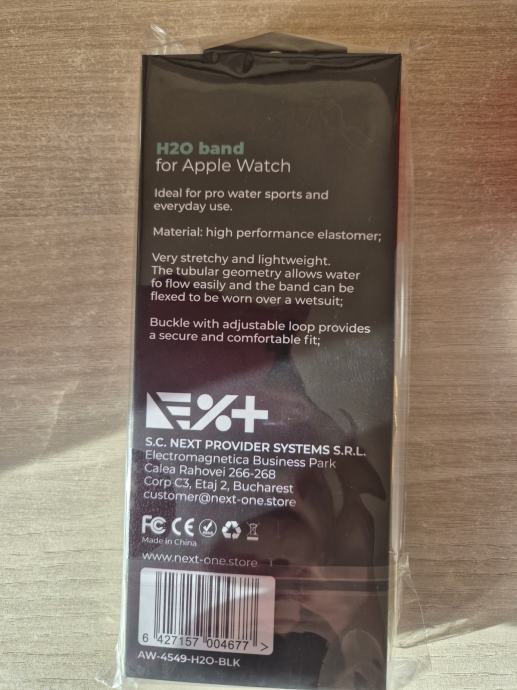 H2O band
for Apple Watch
Ideal for pro water sports and
everyday use.
Material: high performance elastomer;
Very stretchy and lightweight.
The tubular geometry allows water
fo flow easily and the band can be
flexed to be worn over a wetsuit;
Buckle with adjustable loop provides
a secure and comfortable fit;
NEXT
S.C. NEXT PROVIDER SYSTEMS S.R.L.
Electromagnetica Business Park
Calea Rahovei 266-268
Corp C3, Etaj 2, Bucharest
customer@next-one.store
FC CE
Made in China
www.next-one.store
6 427157 004677 >
AW-4549-H2O-BLK